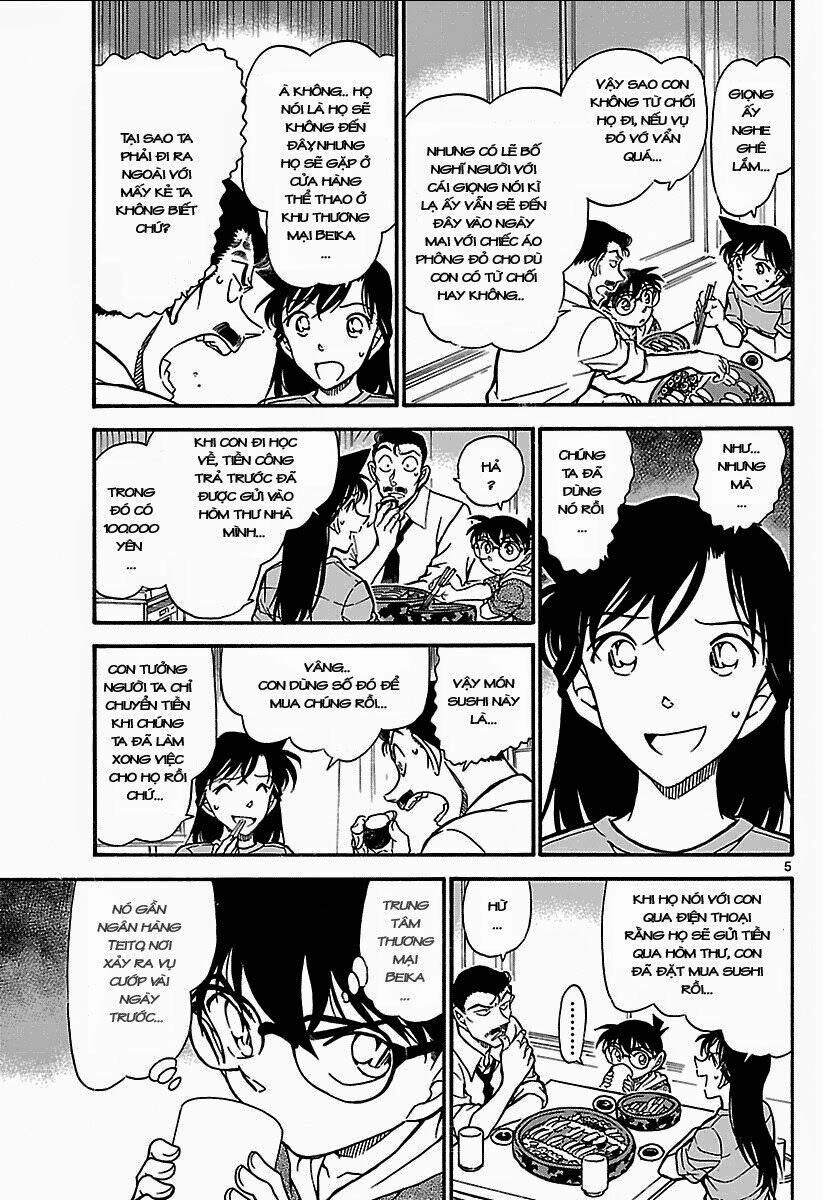 GIỌNG
ẤY
NGHE
GHÊ
LẮM...
VẬY SAO CON
KHÔNG TỪ CHỐI
HỌ ĐI, NẾU VỤ
ĐÓ VỚ VẨN
QUÁ...
NHƯNG CÓ LẼ BỐ
NGHĨ NGƯỜI VỚI
CÁI GIỌNG NÓI KÌ
LẠ ẤY VẪN SẼ ĐẾN
ĐÂY VÀO NGÀY
MAI VỚI CHIẾC ÁO
PHÔNG ĐỎ CHO DÙ
CON CÓ TỪ CHỐI
HAY KHÔNG..
À KHÔNG.. HỌ
NÓI LÀ HỌ SẼ
KHÔNG ĐẾN
ĐÂY,NHƯNG
HỌ SẼ GẶP Ở
CỬA HÀNG
THỂ THAO Ở
KHU THƯƠNG
MẠI BEIKA
...
TẠI SAO TA
PHẢI ĐI RA
NGOÀI VỚI
MẤY KẺ TA
KHÔNG BIẾT
CHỨ?
NHƯ...
NHƯNG
MÀ
...
CHÚNG
TA ĐÃ
DÙNG
NÓ RỒI
...
HẢ
?
KHI CON ĐI HỌC
VỀ, TIỀN CÔNG
TRẢ TRƯỚC ĐÃ
ĐƯỢC GỬI VÀO
HÒM THƯ NHÀ
MÌNH...
TRONG
ĐÓ CÓ
100,000
YÊN
...
VẬY MÓN
SUSHI NÀY
LÀ...
VÂNG..
CON DÙNG SỐ ĐÓ ĐỂ
MUA CHÚNG RỒI...
CON TƯỞNG
NGƯỜI TA CHỈ
CHUYỂN TIỀN
KHI CHÚNG
TA ĐÃ LÀM
XONG VIỆC
CHO HỌ RỒI
CHỨ...
5
KHI HỌ NÓI VỚI CON
QUA ĐIỆN THOẠI
RẰNG HỌ SẼ GỬI TIỀN
QUA HÒM THƯ, CON
ĐÃ ĐẶT MUA SUSHI
RỒI...
......
HỪ
...
TRUNG
TÂM
THƯƠNG
MẠI
BEIKA
...
NÓ GẦN
NGÂN HÀNG
TEITO, NƠI
XẢY RA VỤ
CƯỚP VÀI
NGÀY
TRƯỚC...